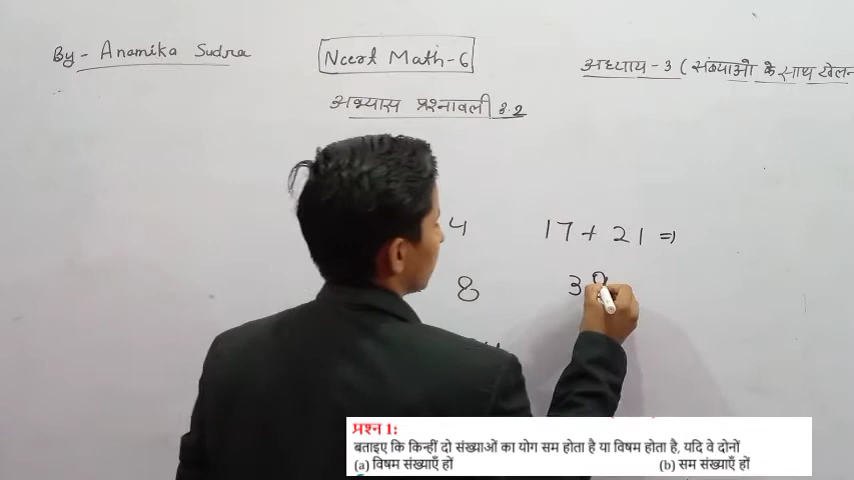 By - Anamika Sudra
Ncert Math-6
अध्याय - 3 ( संख्याओ के साथ खेलन
अभ्यास प्रश्नावली 3.2
4
17 + 21 ⇒
8
3
प्रश्न 1:
बताइए कि किन्हीं दो संख्याओं का योग सम होता है या विषम होता है, यदि वे दोनों
(a) विषम संख्याएँ हों (b) सम संख्याएँ हों